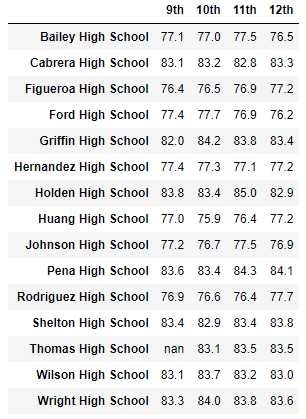 9th 10th 11th 12th
Bailey High School 77.1 77.0 77.5 76.5
Cabrera High School 83.1 83.2 82.8 83.3
Figueroa High School 76.4 76.5 76.9 77.2
Ford High School 77.4 77.7 76.9 76.2
Griffin High School 82.0 84.2 83.8 83.4
Hernandez High School 77.4 77.3 77.1 77.2
Holden High School 83.8 83.4 85.0 82.9
Huang High School 77.0 75.9 76.4 77.2
Johnson High School 77.2 76.7 77.5 76.9
Pena High School 83.6 83.4 84.3 84.1
Rodriguez High School 76.9 76.6 76.4 77.7
Shelton High School 83.4 82.9 83.4 83.8
Thomas High School nan 83.1 83.5 83.5
Wilson High School 83.1 83.7 83.2 83.0
Wright High School 83.3 84.0 83.8 83.6